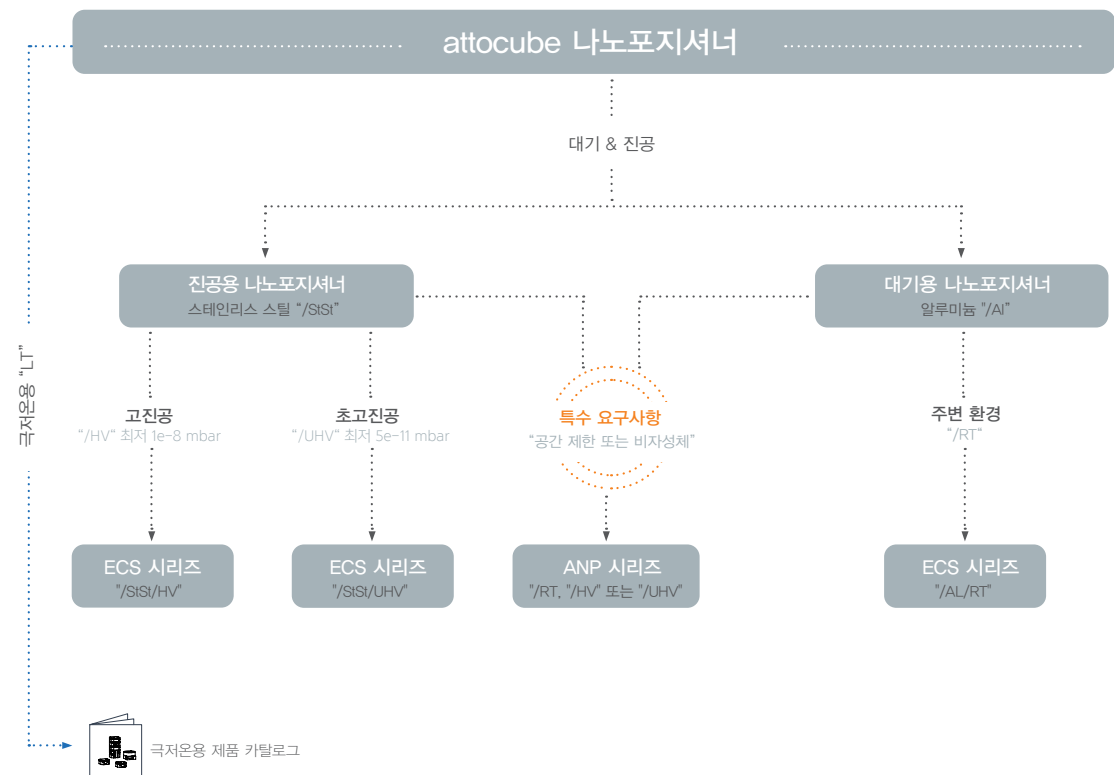 attocube 나노포지셔너
대기 & 진공
진공용 나노포지셔너
스테인리스 스틸 “/StSt”
대기용 나노포지셔너
알루미늄 "/Al”
극저온용 “LT”
고진공
“/HV“ 최저 1e-8 mbar
초고진공
“/UHV“ 최저 5e-11 mbar
특수 요구사항
“공간 제한 또는 비자성체”
주변 환경
“/RT“
ECS 시리즈
"/StSt/HV"
ECS 시리즈
"/StSt/UHV"
ANP 시리즈
"/RT, "/HV" 또는 "/UHV"
ECS 시리즈
"/AL/RT"
극저온용 제품 카탈로그